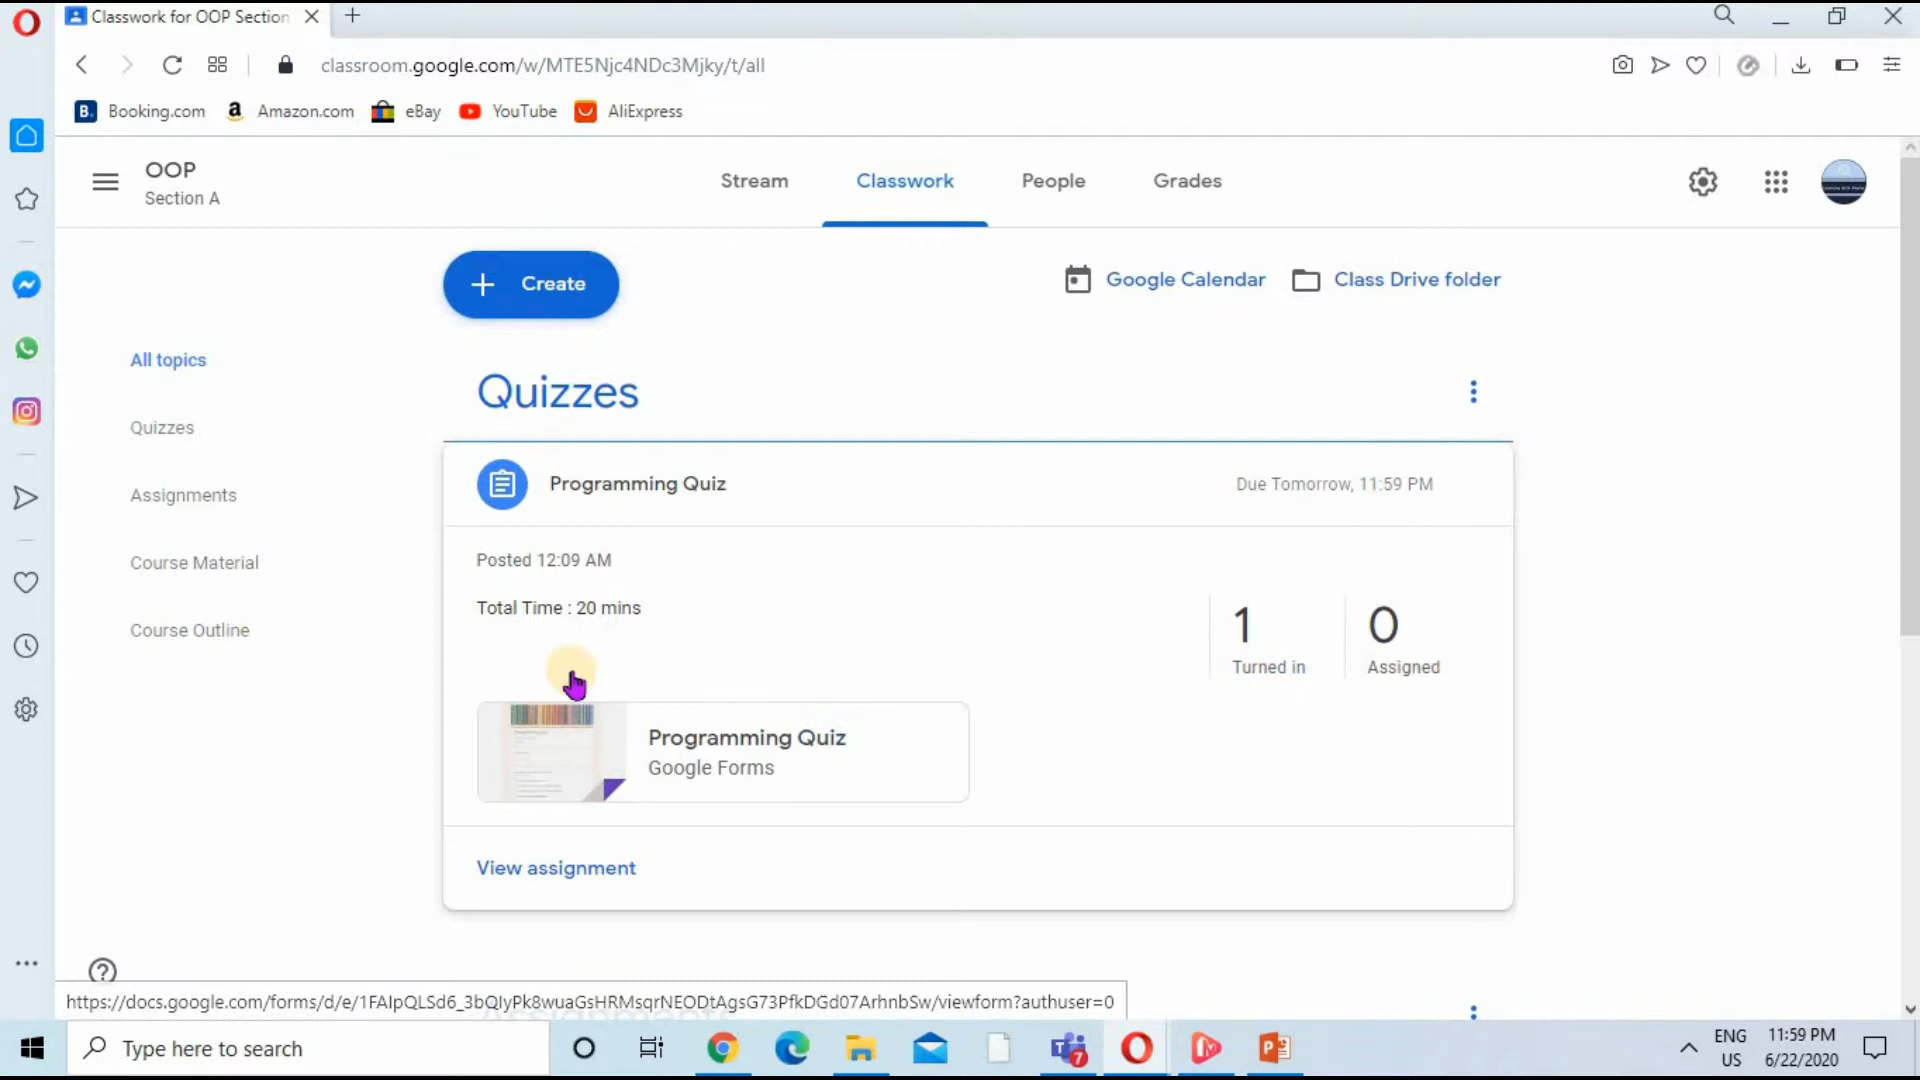 Classwork for OOP Section
classroom.google.com/w/MTE5Njc4NDc3Mjky/t/all
B. Booking.com
a Amazon.com
eBay
YouTube
AliExpress
OOP
Section A
Stream
Classwork
People
Grades
Create
Google Calendar
Class Drive folder
All topics
Quizzes
Assignments
Course Material
Course Outline
Quizzes
Programming Quiz
Due Tomorrow, 11:59 PM
Posted 12:09 AM
Total Time : 20 mins
1
Turned in
0
Assigned
Programming Quiz
Google Forms
View assignment
https://docs.google.com/forms/d/e/1FAIpQLSd6_3bQIyPk8wuaGsHRMsqrNEODtAgsG73PfkDGd07ArhnbSw/viewform?authuser=0
Type here to search
7
ENG
US
11:59 PM
6/22/2020